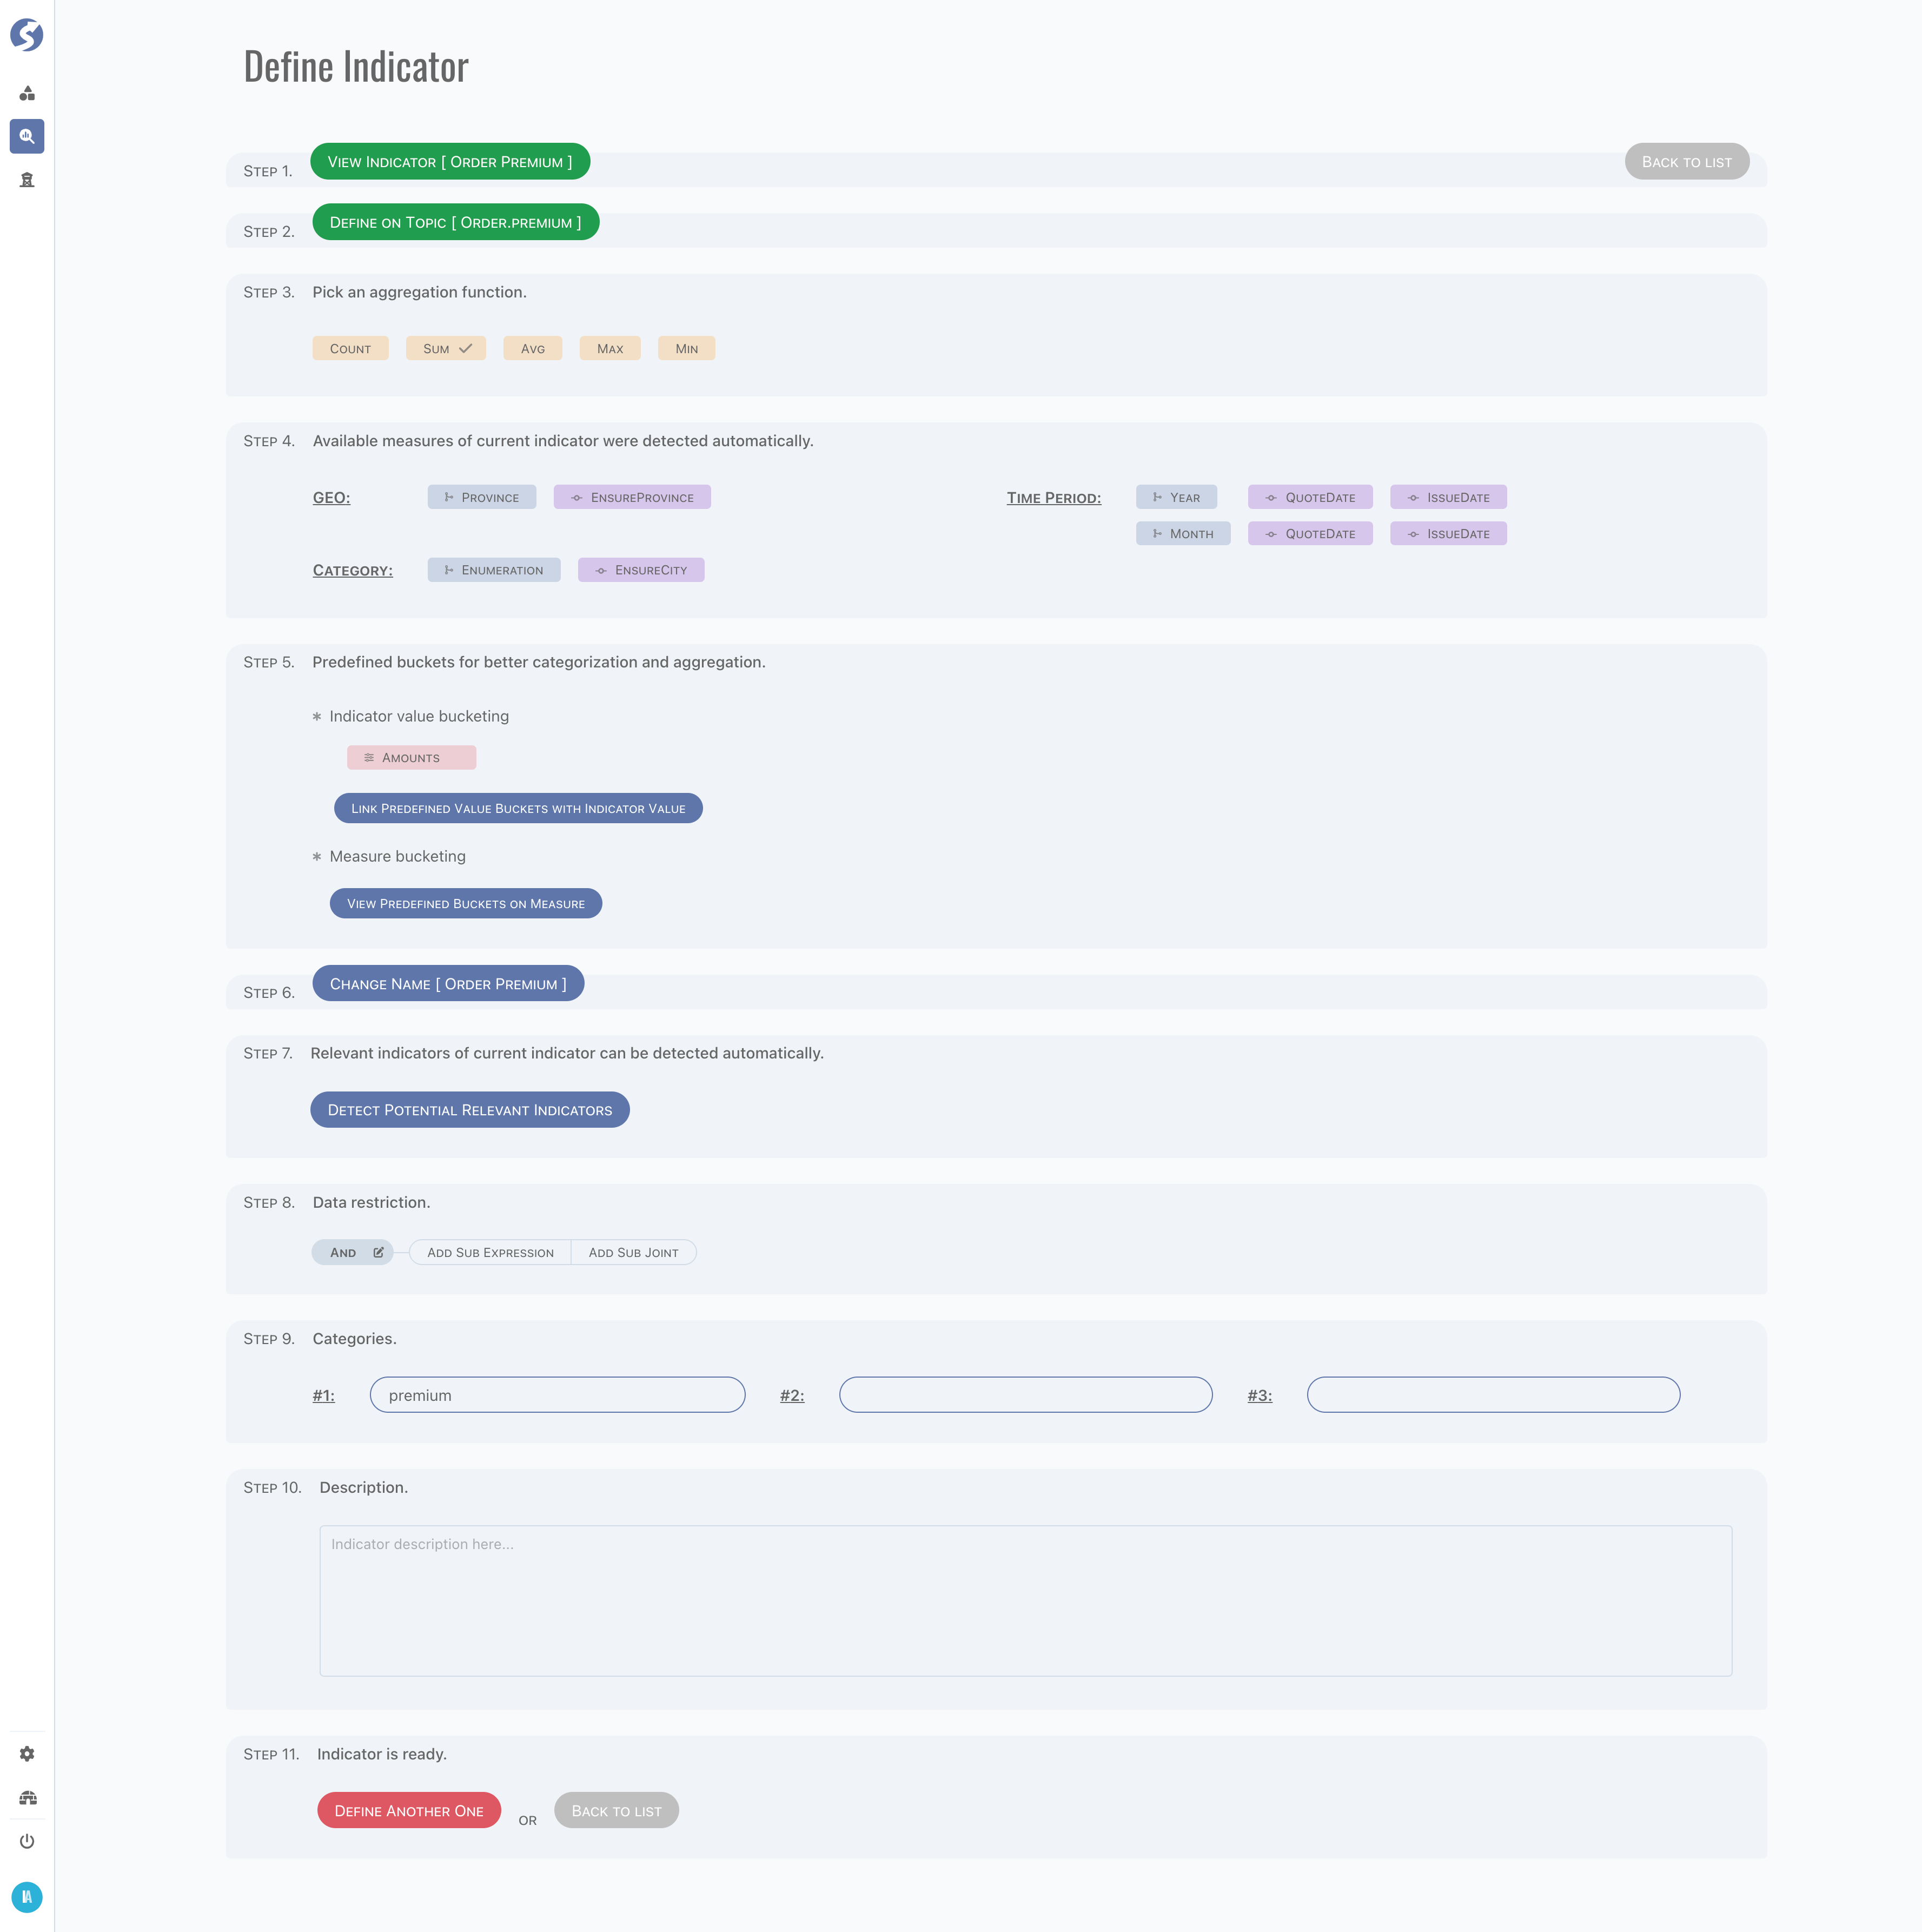 Define Indicator
Step 1. View Indicator [ Order Premium ] Back to list
Step 2. Define on Topic [ Order.premium ]
Step 3. Pick an aggregation function.
Count Sum Avg Max Min
Step 4. Available measures of current indicator were detected automatically.
GEO: Province EnsureProvince Time Period: Year QuoteDate IssueDate
Month QuoteDate IssueDate
Category: Enumeration EnsureCity
Step 5. Predefined buckets for better categorization and aggregation.
Indicator value bucketing
Amounts
Link Predefined Value Buckets with Indicator Value
Measure bucketing
View Predefined Buckets on Measure
Step 6. Change Name [ Order Premium ]
Step 7. Relevant indicators of current indicator can be detected automatically.
Detect Potential Relevant Indicators
Step 8. Data restriction.
And Add Sub Expression Add Sub Joint
Step 9. Categories.
#1: premium #2: #3:
Step 10. Description.
Indicator description here...
Step 11. Indicator is ready.
Define Another One or Back to list
IA